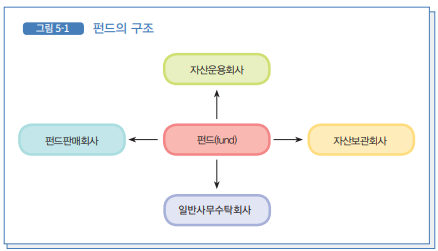 그림 5-1 펀드의 구조
자산운용회사
펀드판매회사 펀드(fund) 자산보관회사
일반사무수탁회사